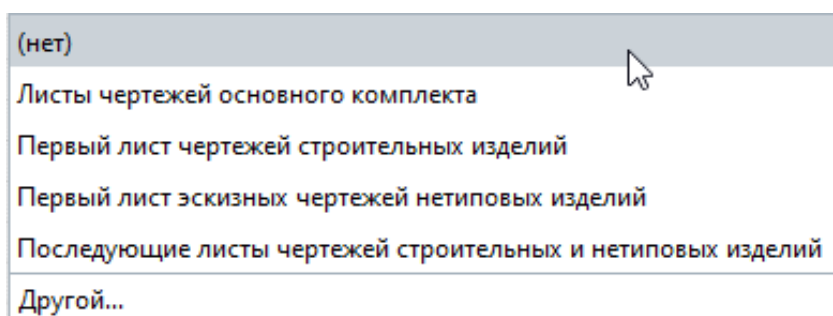 (нет)
Листы чертежей основного комплекта
Первый лист чертежей строительных изделий
Первый лист эскизных чертежей нетиповых изделий
Последующие листы чертежей строительных и нетиповых изделий
Другой...